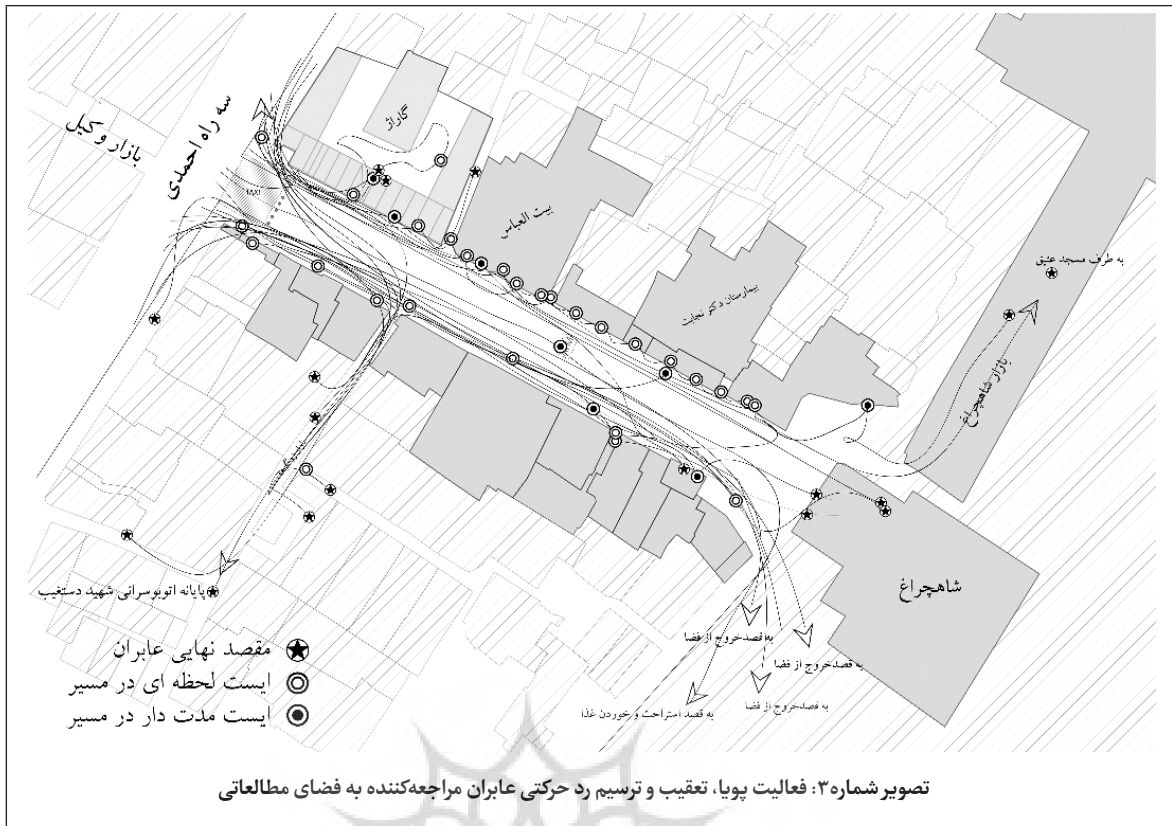 سه راه احمدی
بازار وکیل
گاراژ
TAXI
بیت العباس
بیمارستان دکتر نجابت
به طرف مسجد عتیق
بازار شاهچراغ
شاهچراغ
پایانه اتوبوسرانی شهید دستغیب
به قصد خروج از فضا
به قصد خروج از فضا
به قصد خروج از فضا
به قصد استراحت و خوردن غذا
مقصد نهایی عابران
ایست لحظه ای در مسیر
ایست مدت دار در مسیر
تصویر شماره۳: فعالیت پویا، تعقیب و ترسیم رد حرکتی عابران مراجعه‌کننده به فضای مطالعاتی